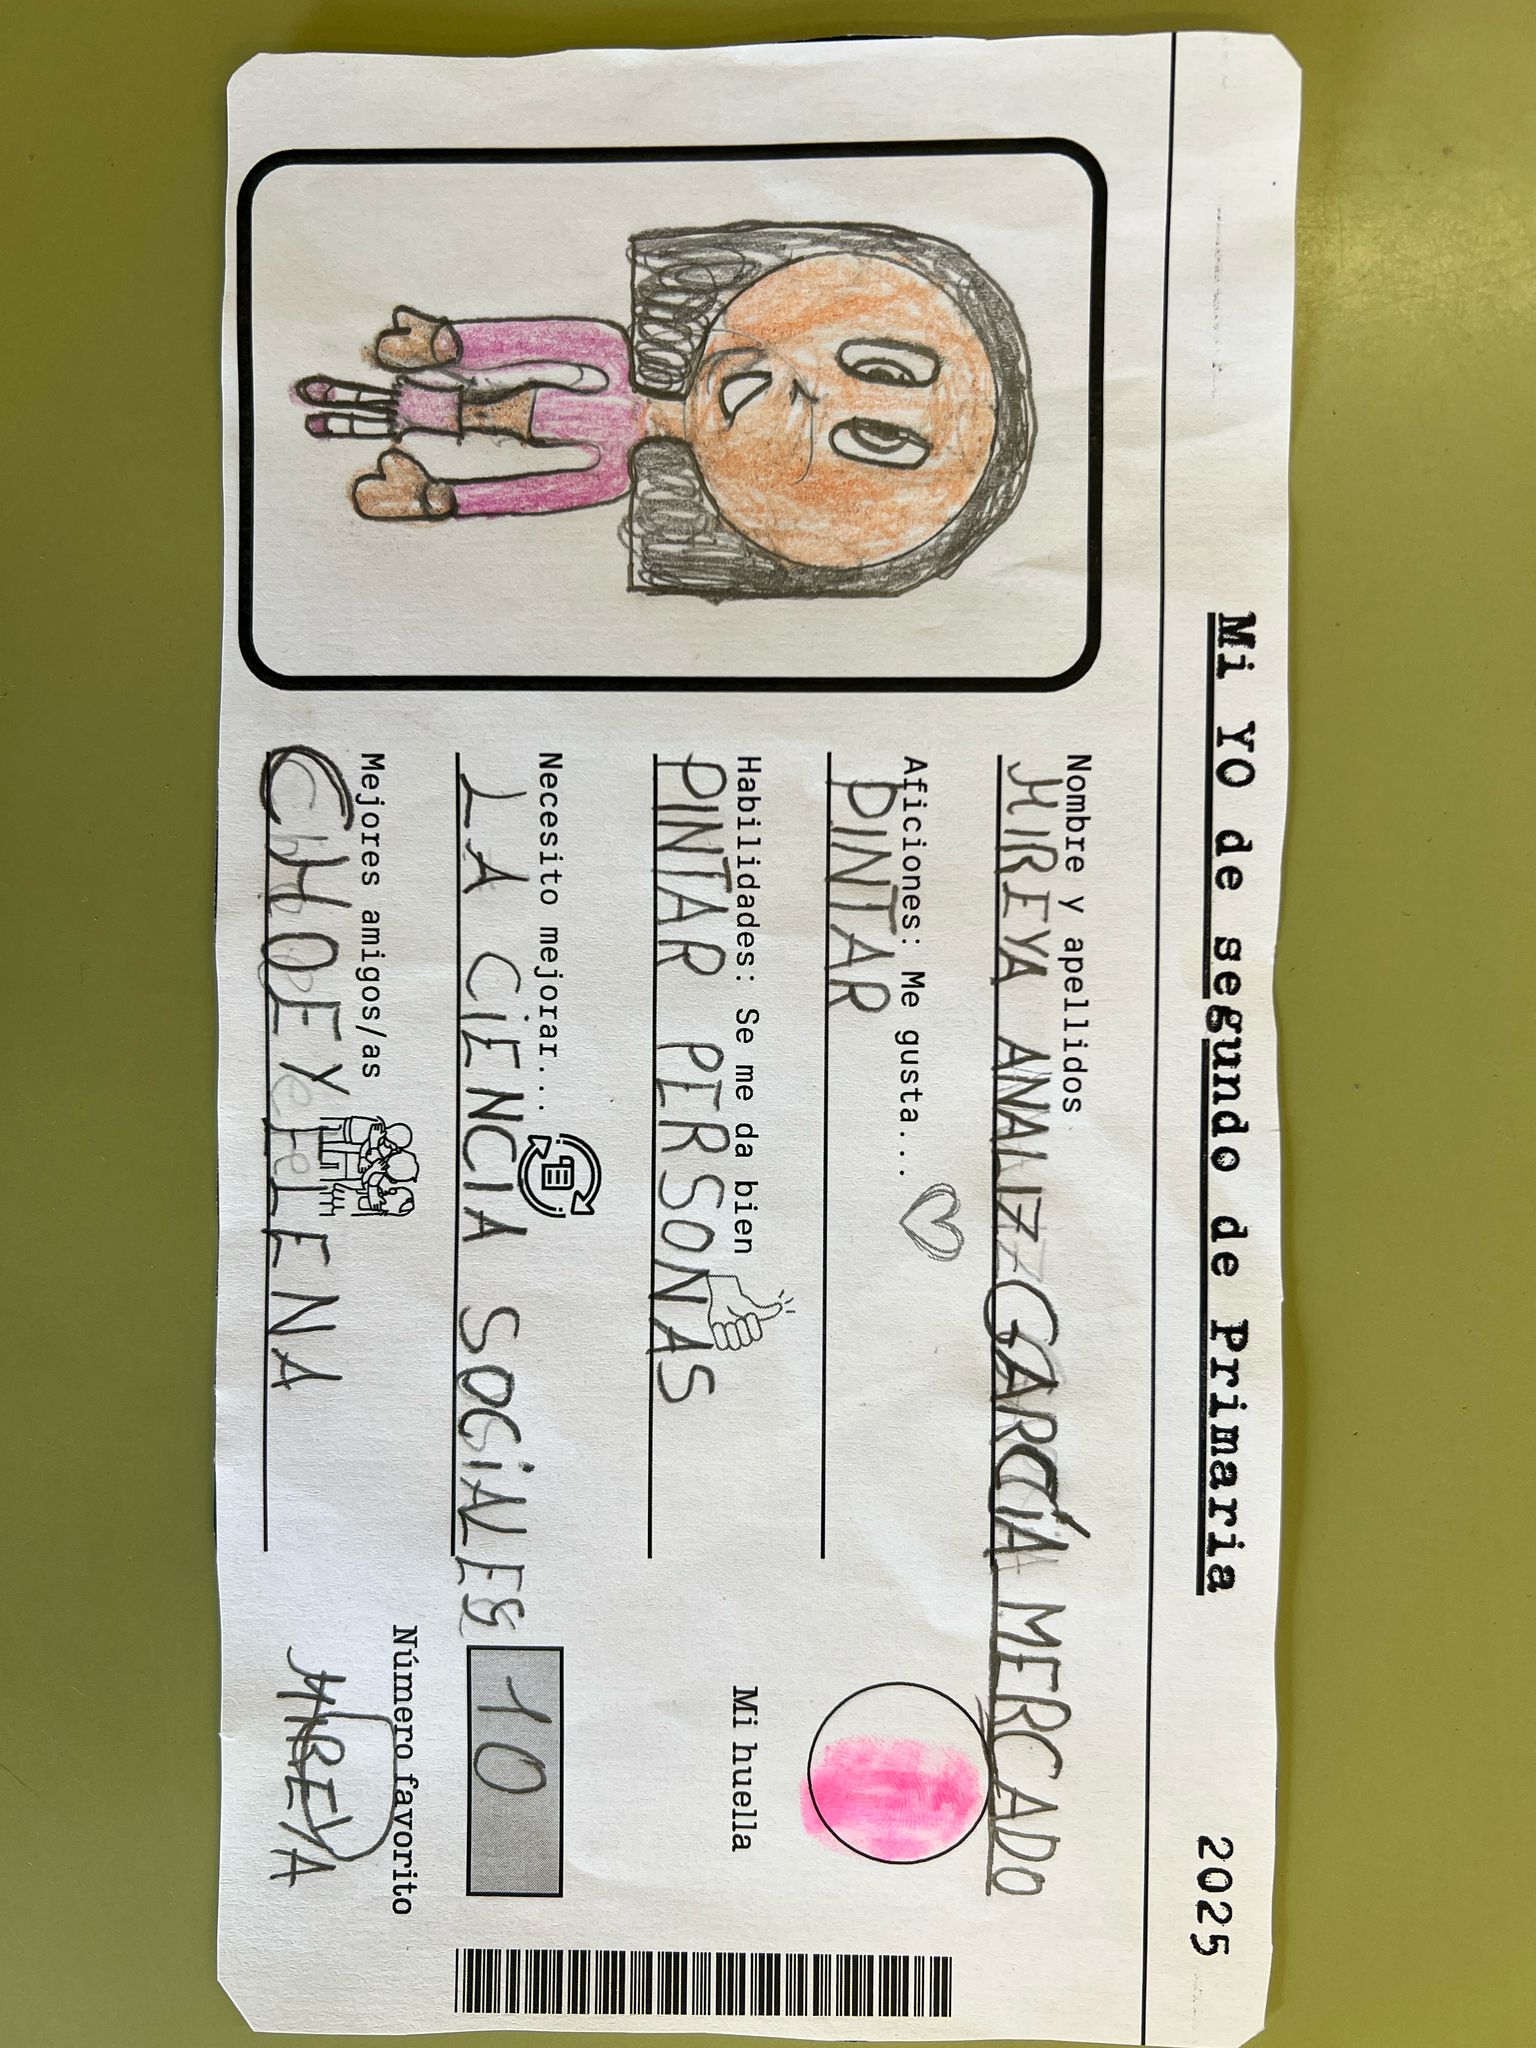 Mi YO de segundo de Primaria
2025
Nombre y apellidos
MIREYA ANALIZ GARCÍA MERCADO
Aficiones: Me gusta...
PINTAR
Mi huella
Habilidades: Se me da bien
PINTAR PERSONAS
Necesito mejorar...
LA CIENCIA SOCIALES
10
Número favorito
Mejores amigos/as
CHOEY ELENA
MIREYA